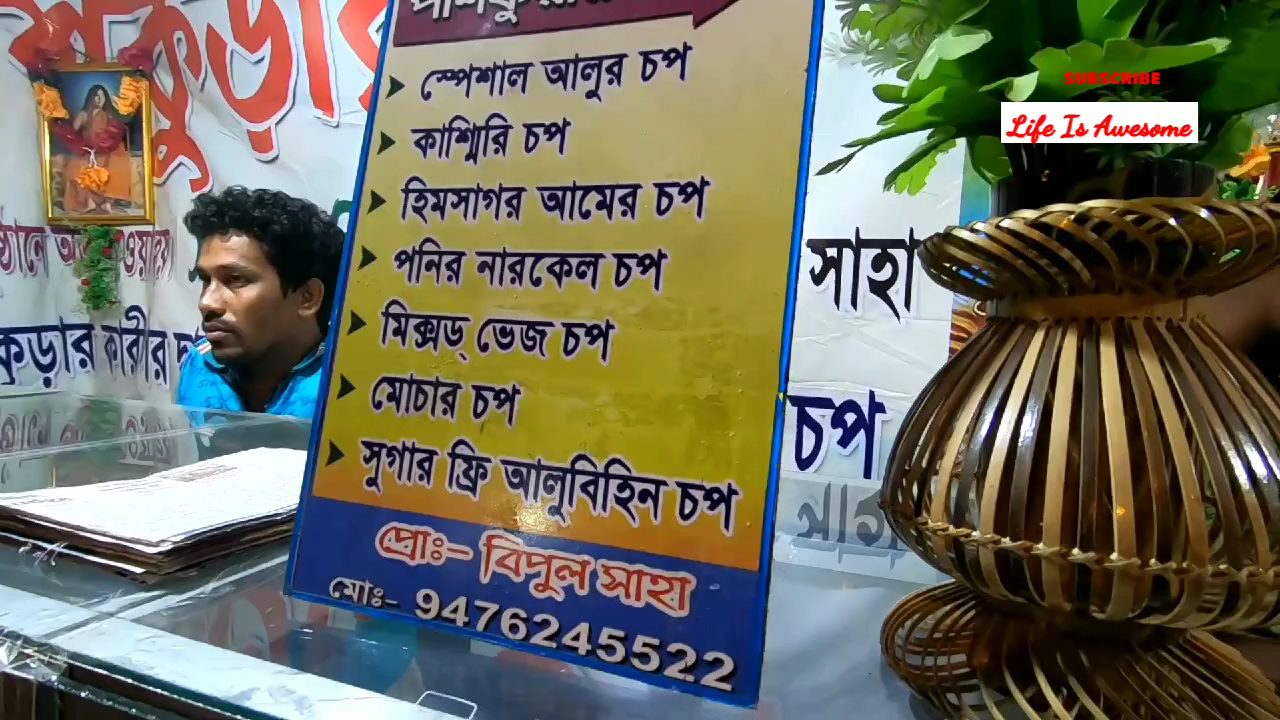 স্পেশাল আলুর চপ
কাশ্মিরি চপ
হিমসাগর আমের চপ
পনির নারকেল চপ
মিক্সড্ ভেজ চপ
মোচার চপ
সুগার ফ্রি আলুবিহিন চপ
প্রোঃ- বিপুল সাহা
মোঃ- 9476245522
SUBSCRIBE
Life Is Awesome
সাহা
চপ